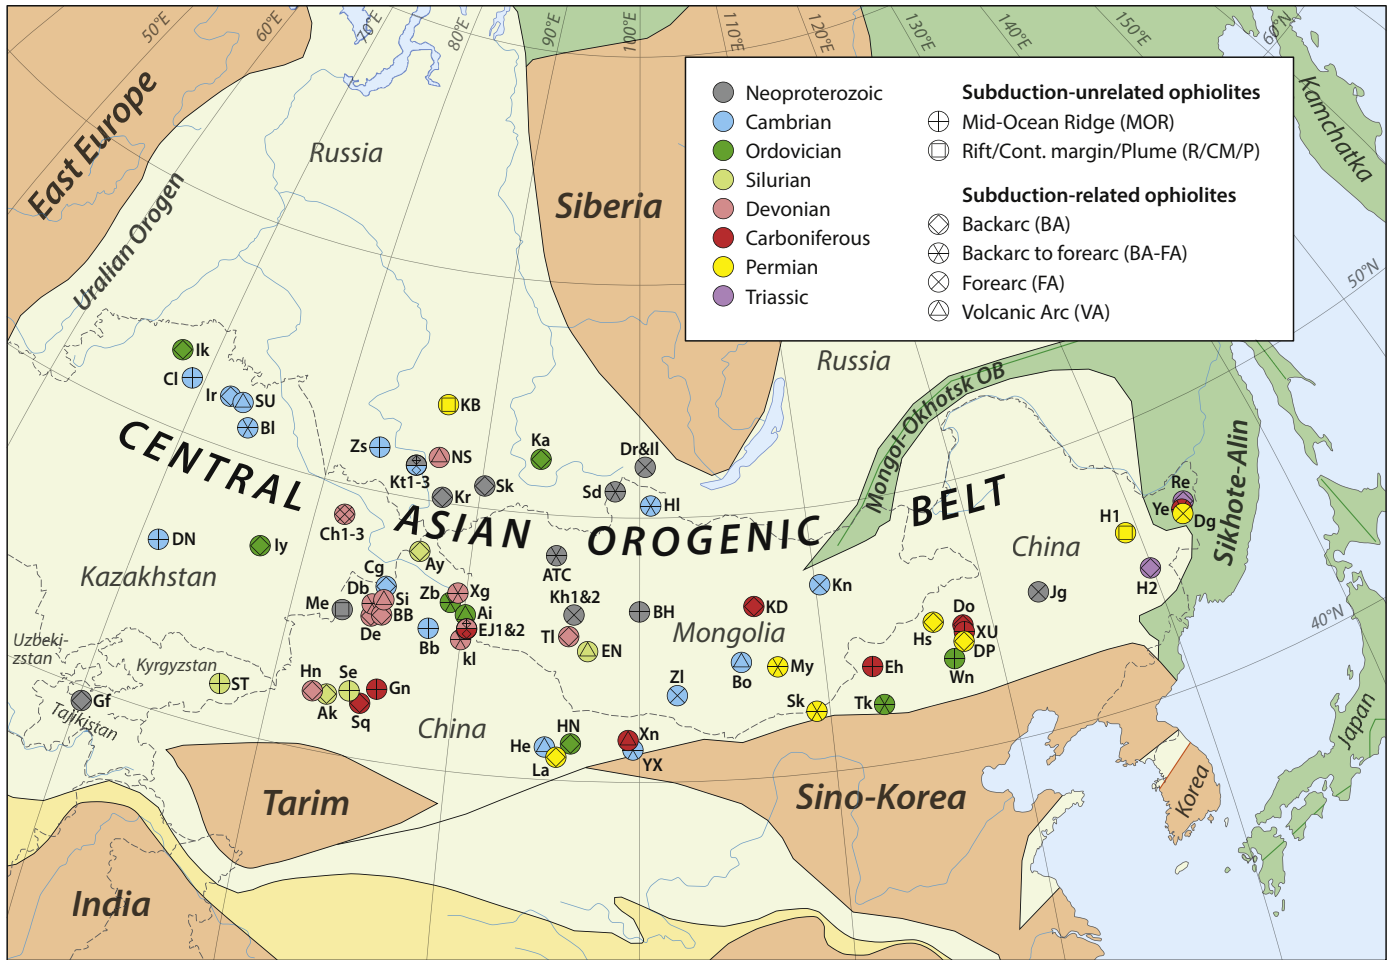 50°E
60°E
70°E
80°E
90°E
100°E
110°E
120°E
130°E
140°E
150°E
60°N
50°N
40°N
East Europe
Uralian Orogen
Russia
Siberia
Kamchatka
Neoproterozoic
Cambrian
Ordovician
Silurian
Devonian
Carboniferous
Permian
Triassic
Subduction-unrelated ophiolites
Mid-Ocean Ridge (MOR)
Rift/Cont. margin/Plume (R/CM/P)
Subduction-related ophiolites
Backarc (BA)
Backarc to forearc (BA-FA)
Forearc (FA)
Volcanic Arc (VA)
Russia
Mongol-Okhotsk OB
Sikhote-Alin
CENTRAL ASIAN OROGENIC BELT
Ik
Cl
Ir
SU
Bl
KB
Zs
Kt1-3
NS
Kr
Sk
Ka
Dr&Il
Sd
Hl
Ch1-3
DN
Iy
Kazakhstan
Ay
ATC
Cg
Db
Si
BB
De
Me
Zb
Xg
Ai
EJ1&2
kl
Bb
Kh1&2
Tl
EN
BH
KD
Mongolia
Kn
Jg
China
H1
H2
Re
Ye
Dg
Do
XU
DP
Hs
Wn
Eh
Tk
My
Bo
Zl
Sk
Uzbeki-
zstan
Kyrgyzstan
Tajikistan
ST
Gf
Hn
Ak
Se
Sq
Gn
China
He
HN
La
Xn
YX
Tarim
Sino-Korea
Korea
Japan
India